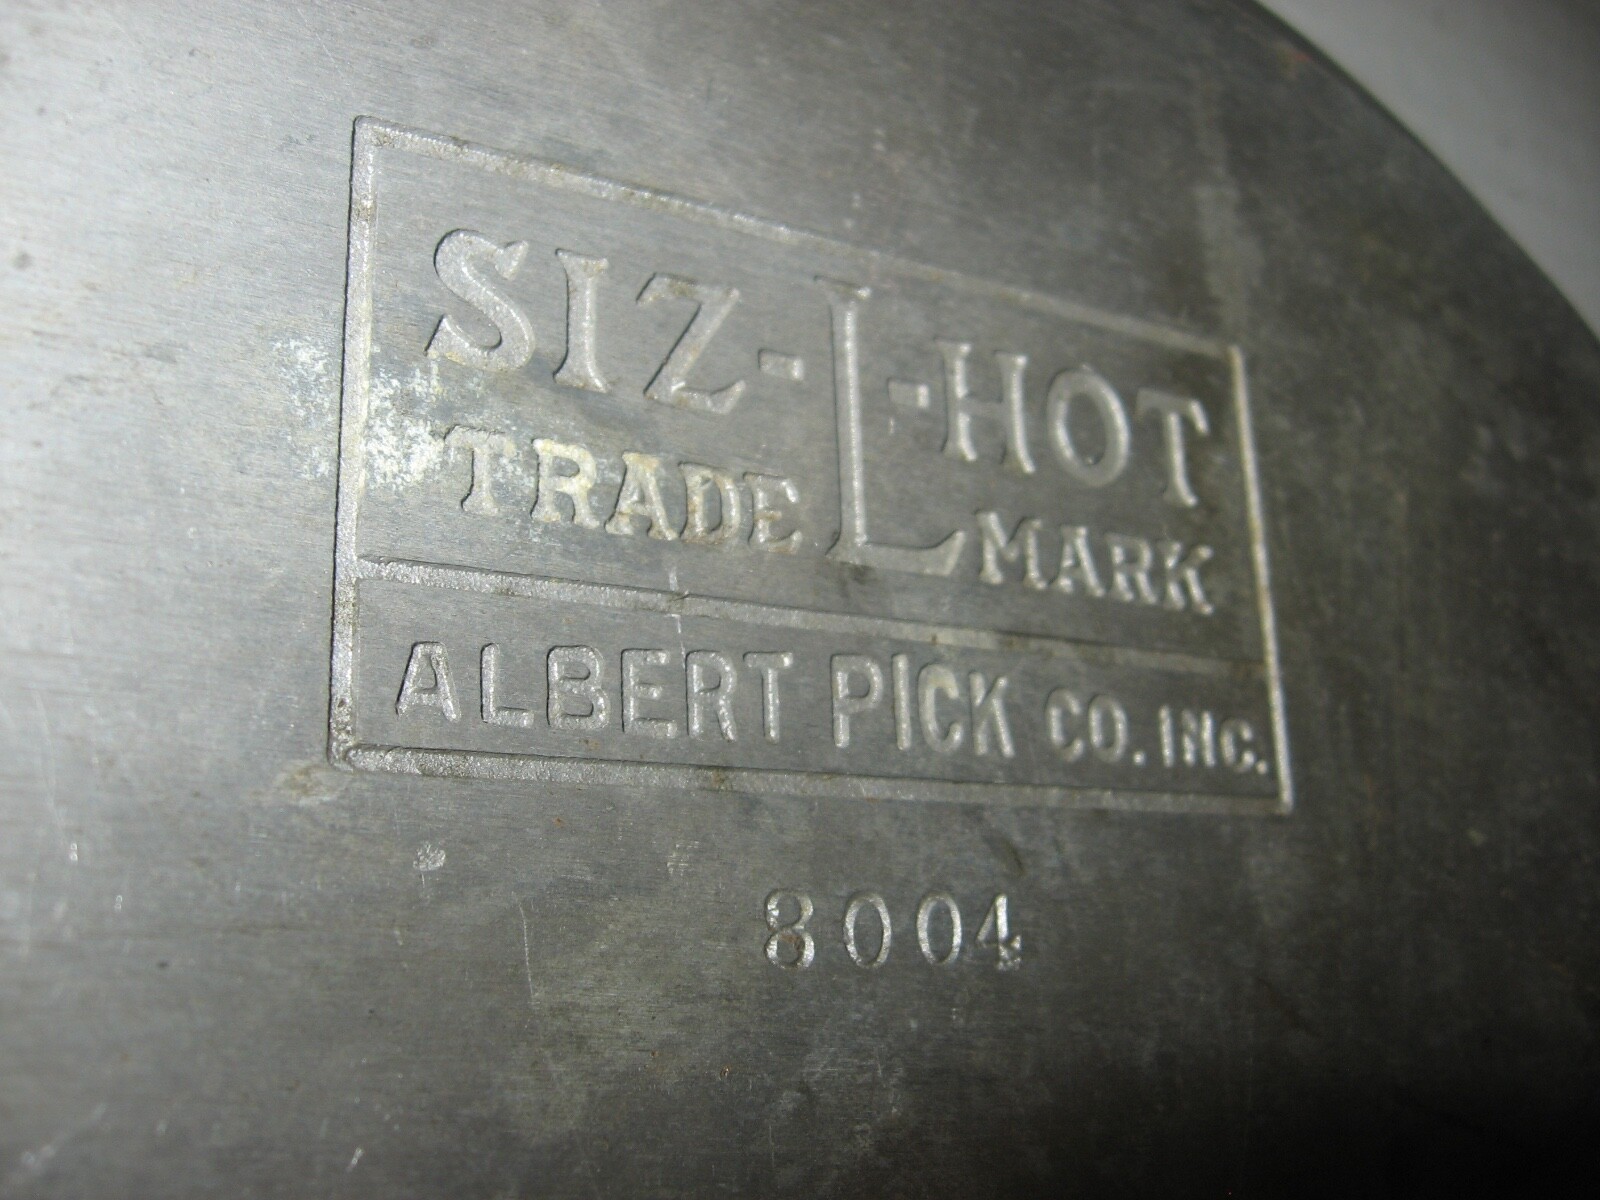 SIZ-L-HOT
TRADE MARK
ALBERT PICK CO. INC.
8004